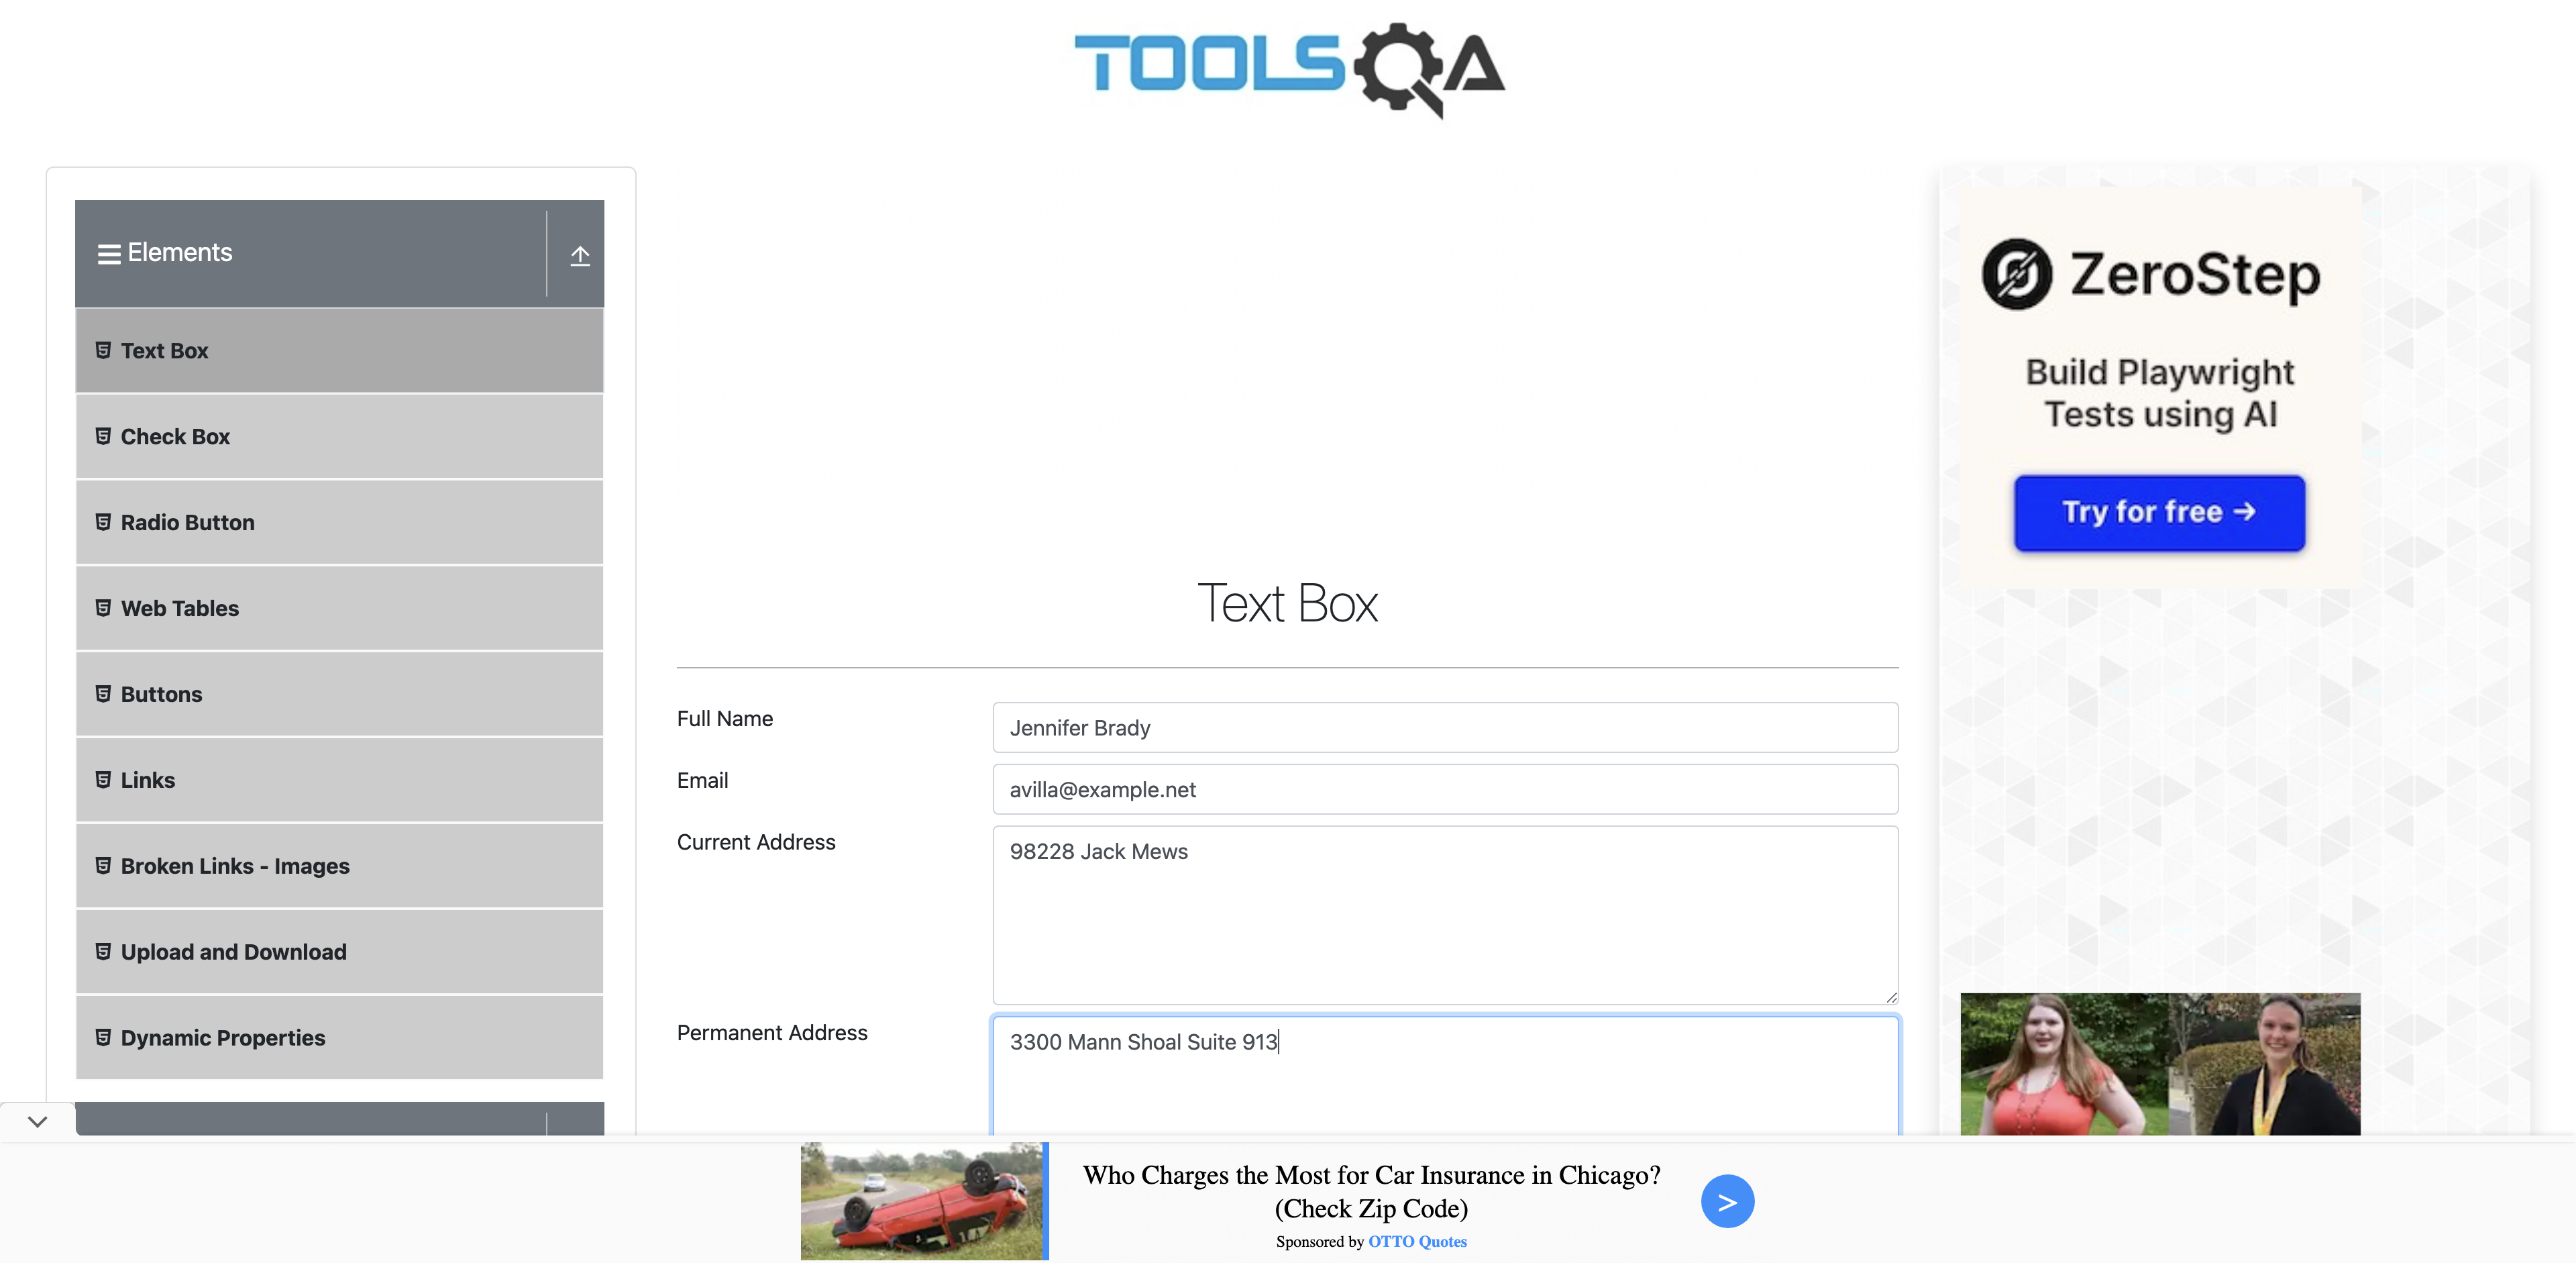 TOOLSQA
Elements
Text Box
Check Box
Radio Button
Web Tables
Buttons
Links
Broken Links - Images
Upload and Download
Dynamic Properties
Text Box
Full Name
Jennifer Brady
Email
avilla@example.net
Current Address
98228 Jack Mews
Permanent Address
3300 Mann Shoal Suite 913
ZeroStep
Build Playwright
Tests using AI
Try for free →
Who Charges the Most for Car Insurance in Chicago?
(Check Zip Code)
Sponsored by OTTO Quotes
>